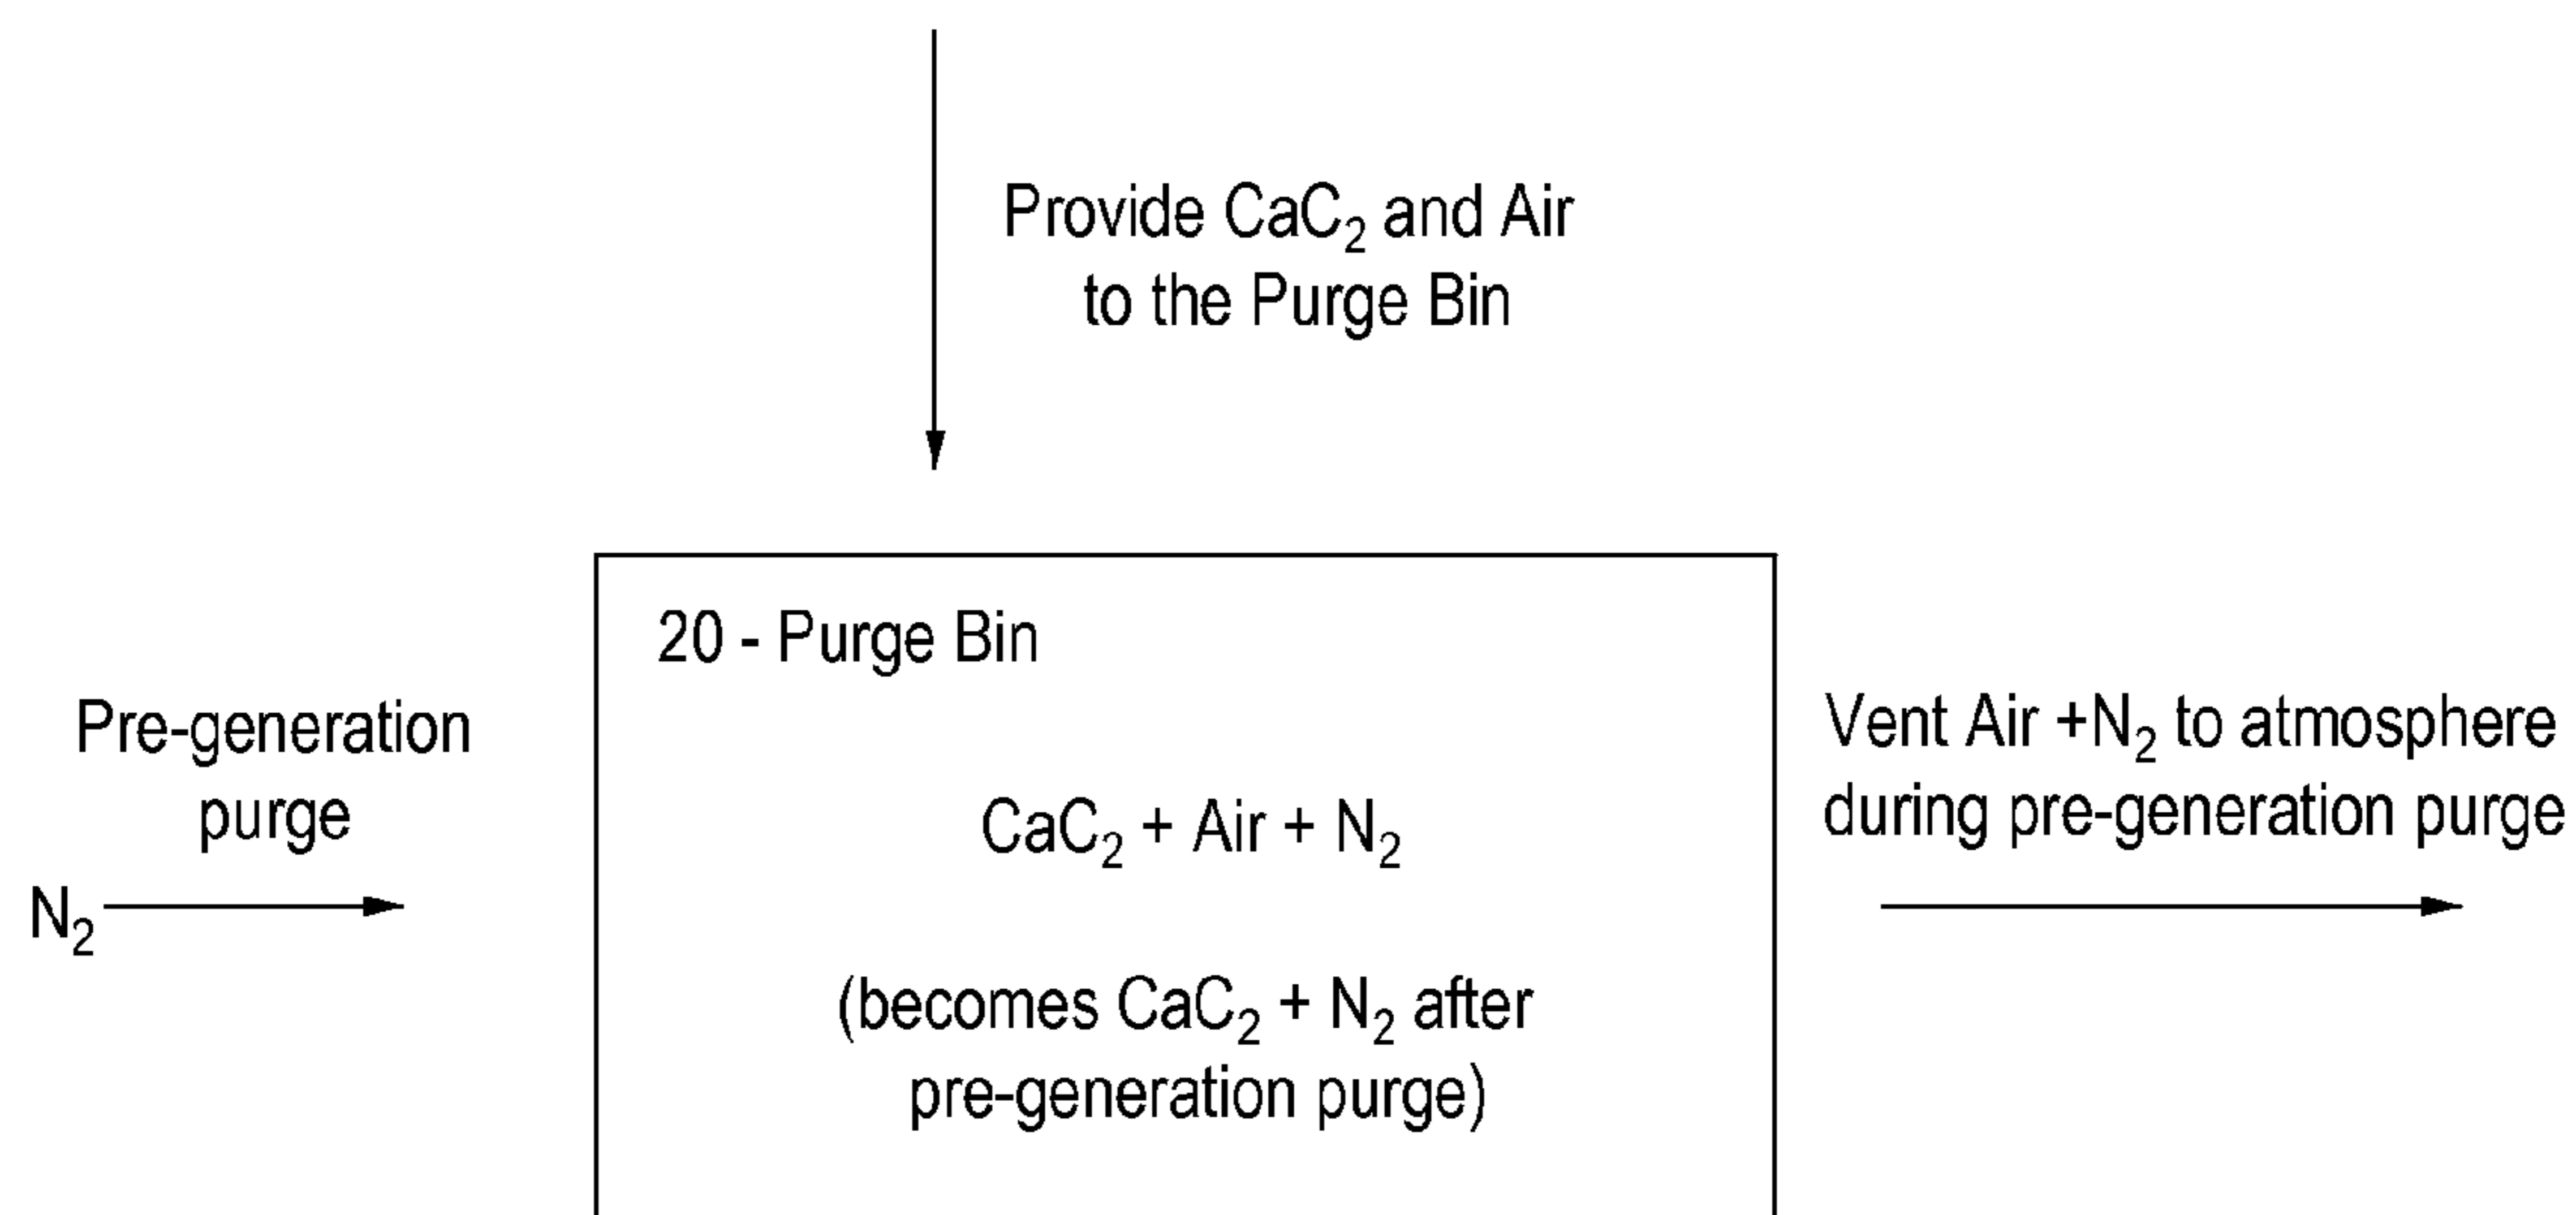 Provide CaC₂ and Air
to the Purge Bin
20 - Purge Bin
Pre-generation
purge
N₂
CaC₂ + Air + N₂
(becomes CaC₂ + N₂ after
pre-generation purge)
Vent Air +N₂ to atmosphere
during pre-generation purge